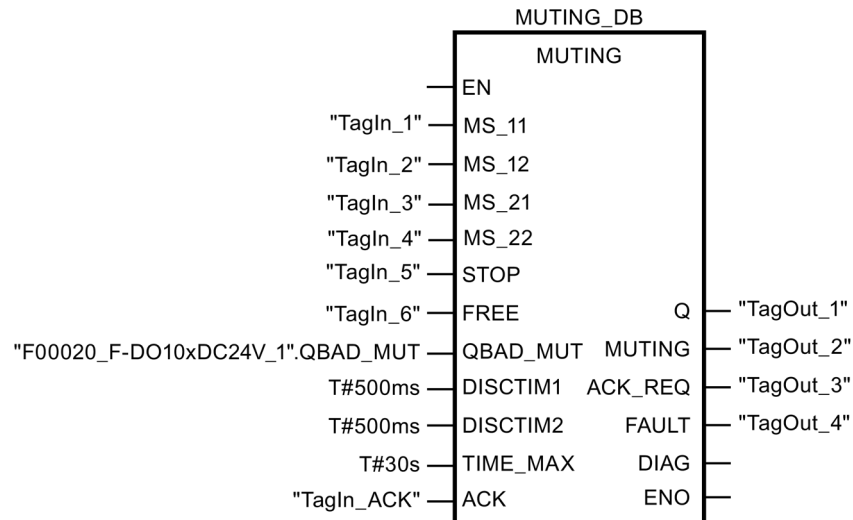 MUTING_DB
MUTING
EN
"TagIn_1" MS_11
"TagIn_2" MS_12
"TagIn_3" MS_21
"TagIn_4" MS_22
"TagIn_5" STOP
"TagIn_6" FREE Q "TagOut_1"
"F00020_F-DO10xDC24V_1".QBAD_MUT QBAD_MUT MUTING "TagOut_2"
T#500ms DISCTIM1 ACK_REQ "TagOut_3"
T#500ms DISCTIM2 FAULT "TagOut_4"
T#30s TIME_MAX DIAG
"TagIn_ACK" ACK ENO